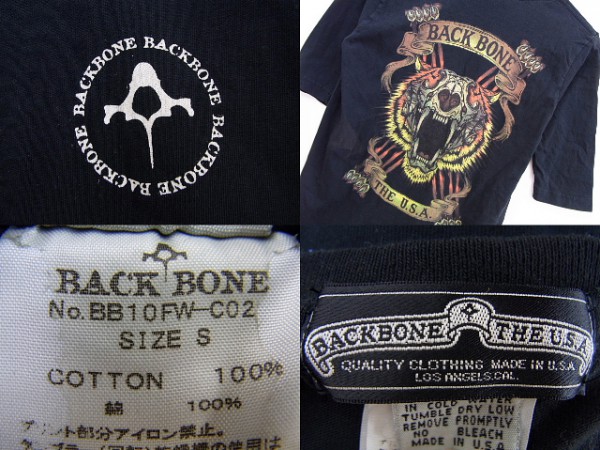 BACKBONE BACKBONE BACKBONE BACKBONE
BACK BONE
THE U.S.A.
BACK BONE
No.BB10FW-C02
SIZE S
COTTON 100%
綿 100%
プリント部分アイロン禁止。
BACKBONE THE U.S.A
QUALITY CLOTHING MADE IN U.S.A
LOS ANGELS.CAL.
IN COLD WATER
TUMBLE DRY LOW
REMOVE PROMPTLY
NO BLEACH
MADE IN U.S.A